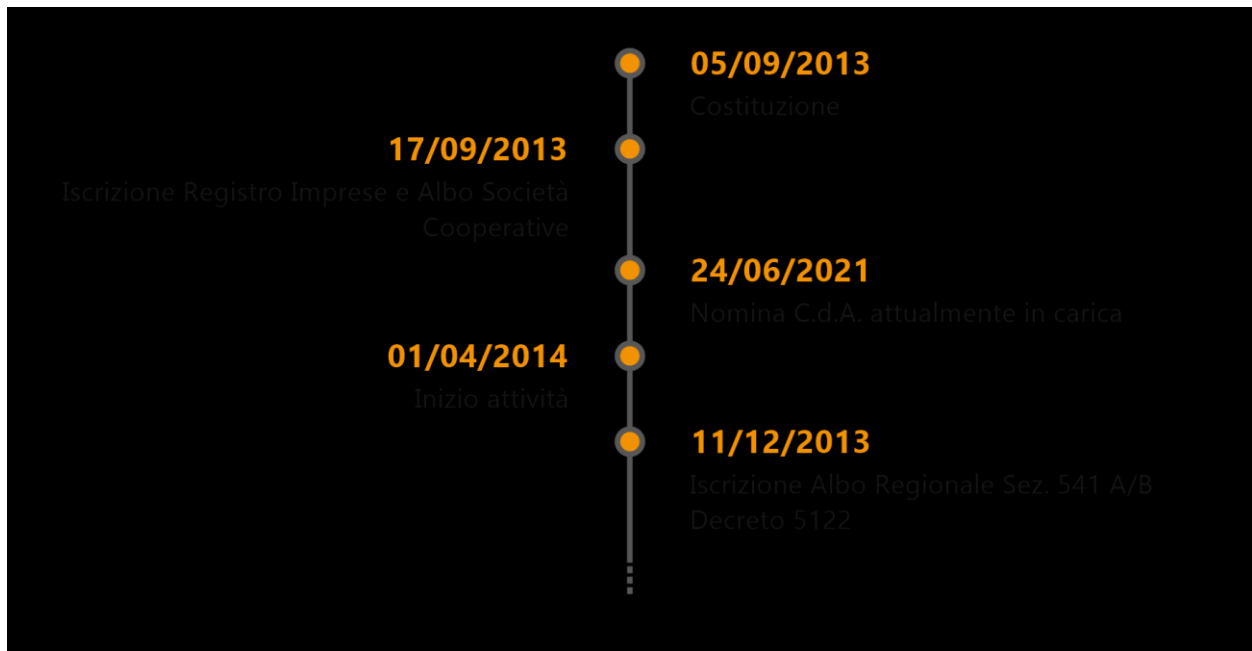 05/09/2013
Costituzione
17/09/2013
Iscrizione Registro Imprese e Albo Società
Cooperative
24/06/2021
Nomina C.d.A. attualmente in carica
01/04/2014
Inizio attività
11/12/2013
Iscrizione Albo Regionale Sez. 541 A/B
Decreto 5122